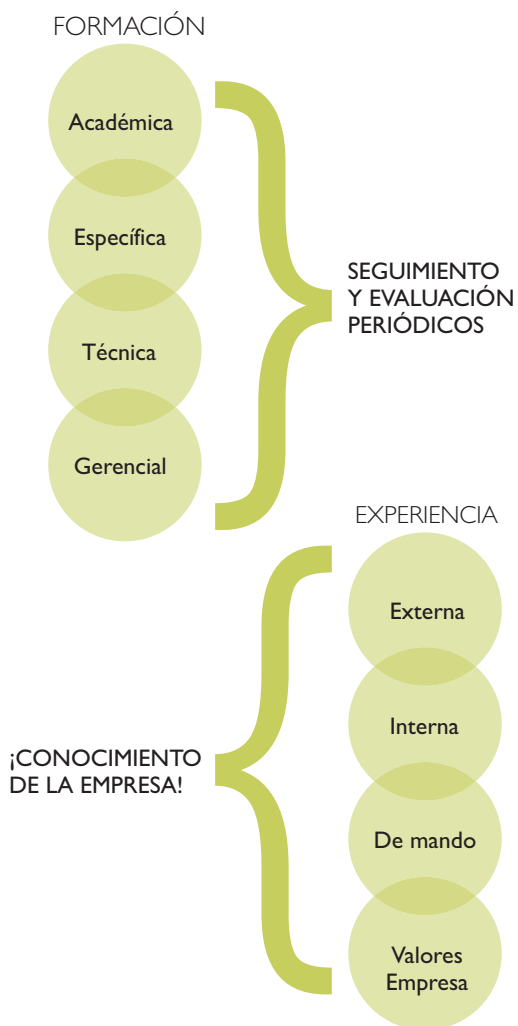 FORMACIÓN
Académica
Específica
Técnica
Gerencial
SEGUIMIENTO
Y EVALUACIÓN
PERIÓDICOS
EXPERIENCIA
Externa
Interna
De mando
Valores
Empresa
¡CONOCIMIENTO
DE LA EMPRESA!